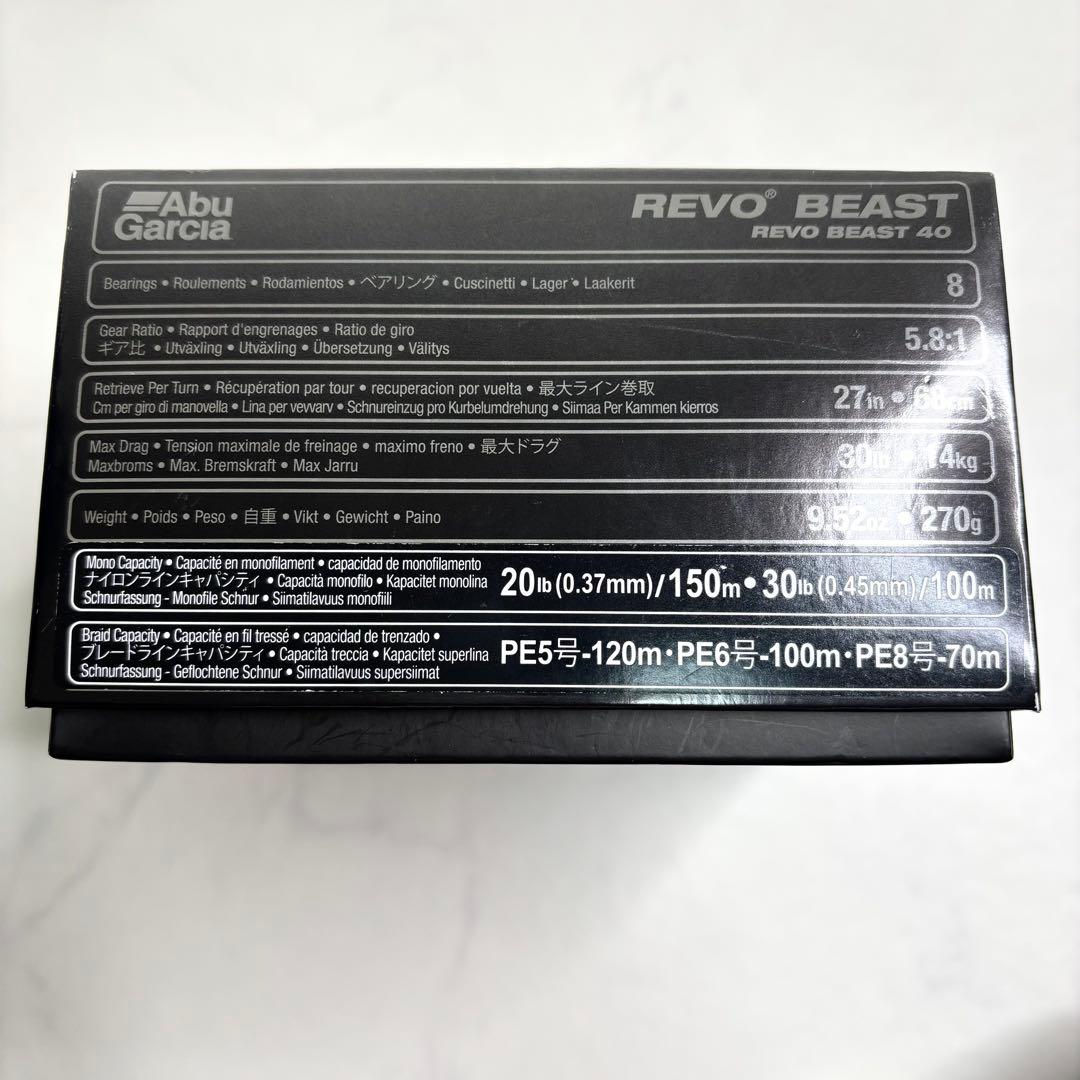 Abu
Garcia
REVO® BEAST
REVO BEAST 40
Bearings • Roulements • Rodamientos • ベアリング • Cuscinetti • Lager • Laakerit
8
Gear Ratio • Rapport d'engrenages • Ratio de giro
ギア比 • Utväxling • Utväxling • Übersetzung • Välitys
5.8:1
Retrieve Per Turn • Récupération par tour • recuperacion por vuelta • 最大ライン巻取
Cm per giro di manovella • Lina per vevvarv • Schnureinzug pro Kurbelumdrehung • Siimaa Per Kammen kierros
27in • 68cm
Max Drag • Tension maximale de freinage • maximo freno • 最大ドラグ
Maxbroms • Max. Bremskraft • Max Jarru
30lb • 14kg
Weight • Poids • Peso • 自重 • Vikt • Gewicht • Paino
9.52oz • 270g
Mono Capacity • Capacité en monofilament • capacidad de monofilamento
ナイロンラインキャパシティ • Capacità monofilo • Kapacitet monolina
Schnurfassung - Monofile Schnur • Siimatilavuus monofiili
20lb (0.37mm)/150m • 30lb (0.45mm)/100m
Braid Capacity • Capacité en fil tressé • capacidad de trenzado •
ブレードラインキャパシティ • Capacità treccia • Kapacitet superlina
Schnurfassung - Geflochtene Schnur • Siimatilavuus supersiimat
PE5号-120m・PE6号-100m・PE8号-70m